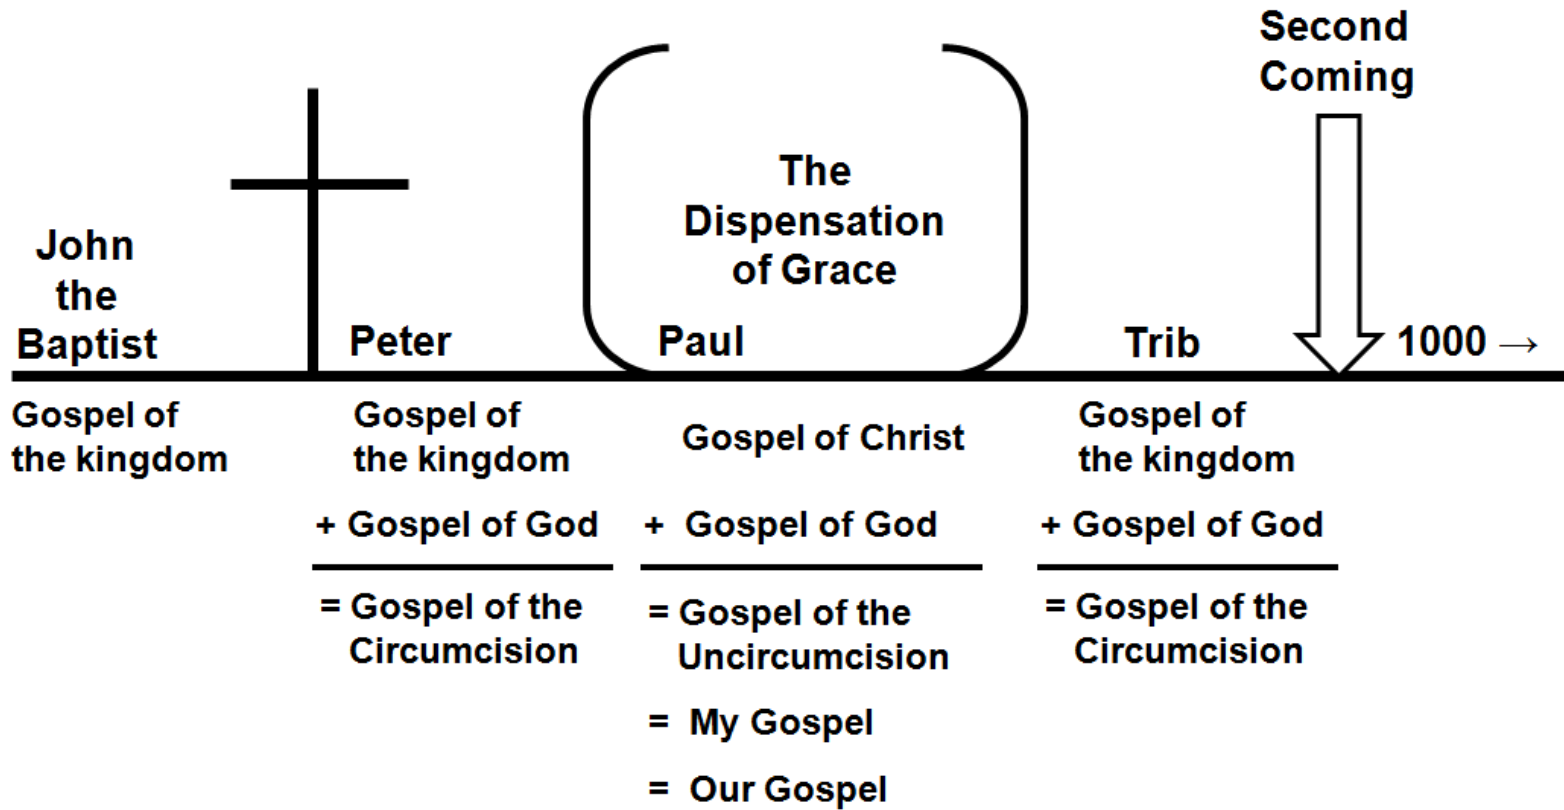 Second
Coming
The
Dispensation
of Grace
John
the
Baptist
Peter
Paul
Trib
1000 →
Gospel of
the kingdom
Gospel of
the kingdom
+ Gospel of God
= Gospel of the
Circumcision
Gospel of Christ
+ Gospel of God
= Gospel of the
Uncircumcision
= My Gospel
= Our Gospel
Gospel of
the kingdom
+ Gospel of God
= Gospel of the
Circumcision